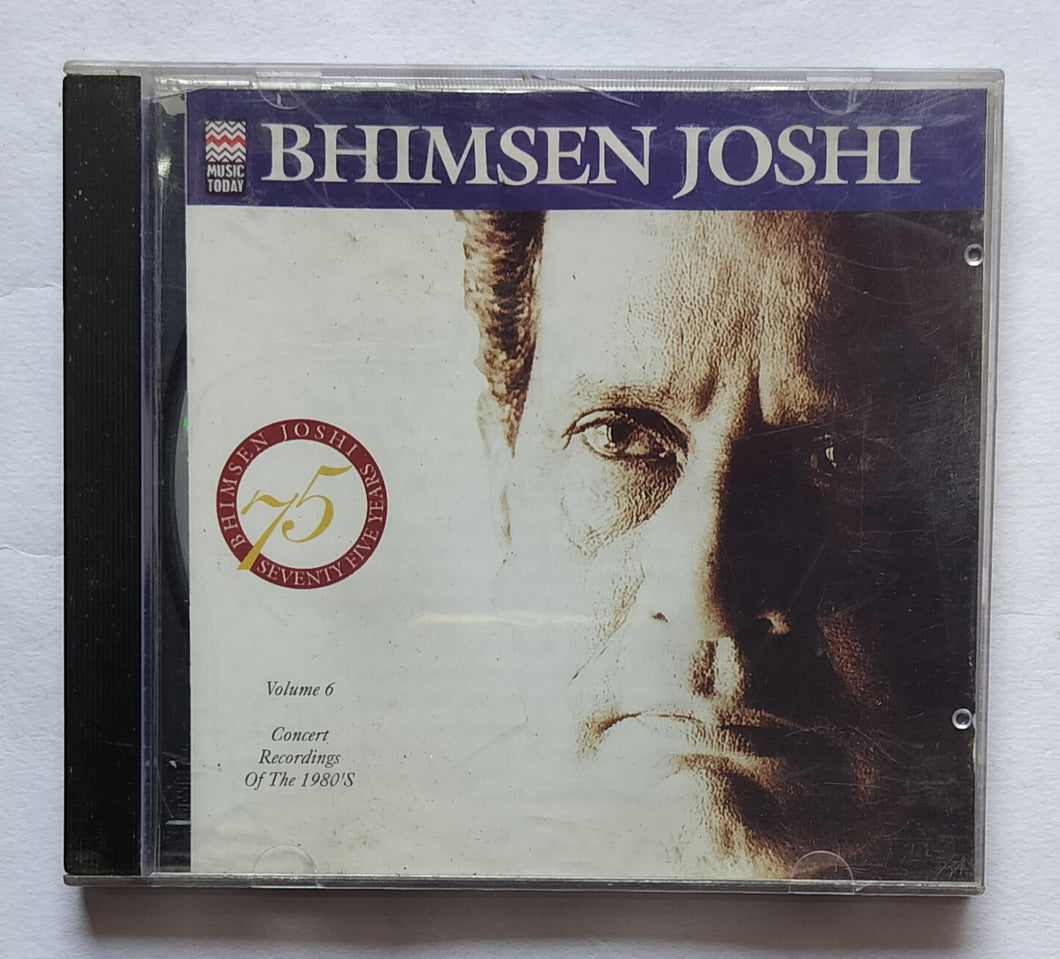 MUSIC
TODAY
BHIMSEN JOSHI
BHIMSEN JOSHI
75
SEVENTY FIVE YEARS
Volume 6
Concert
Recordings
Of The 1980'S